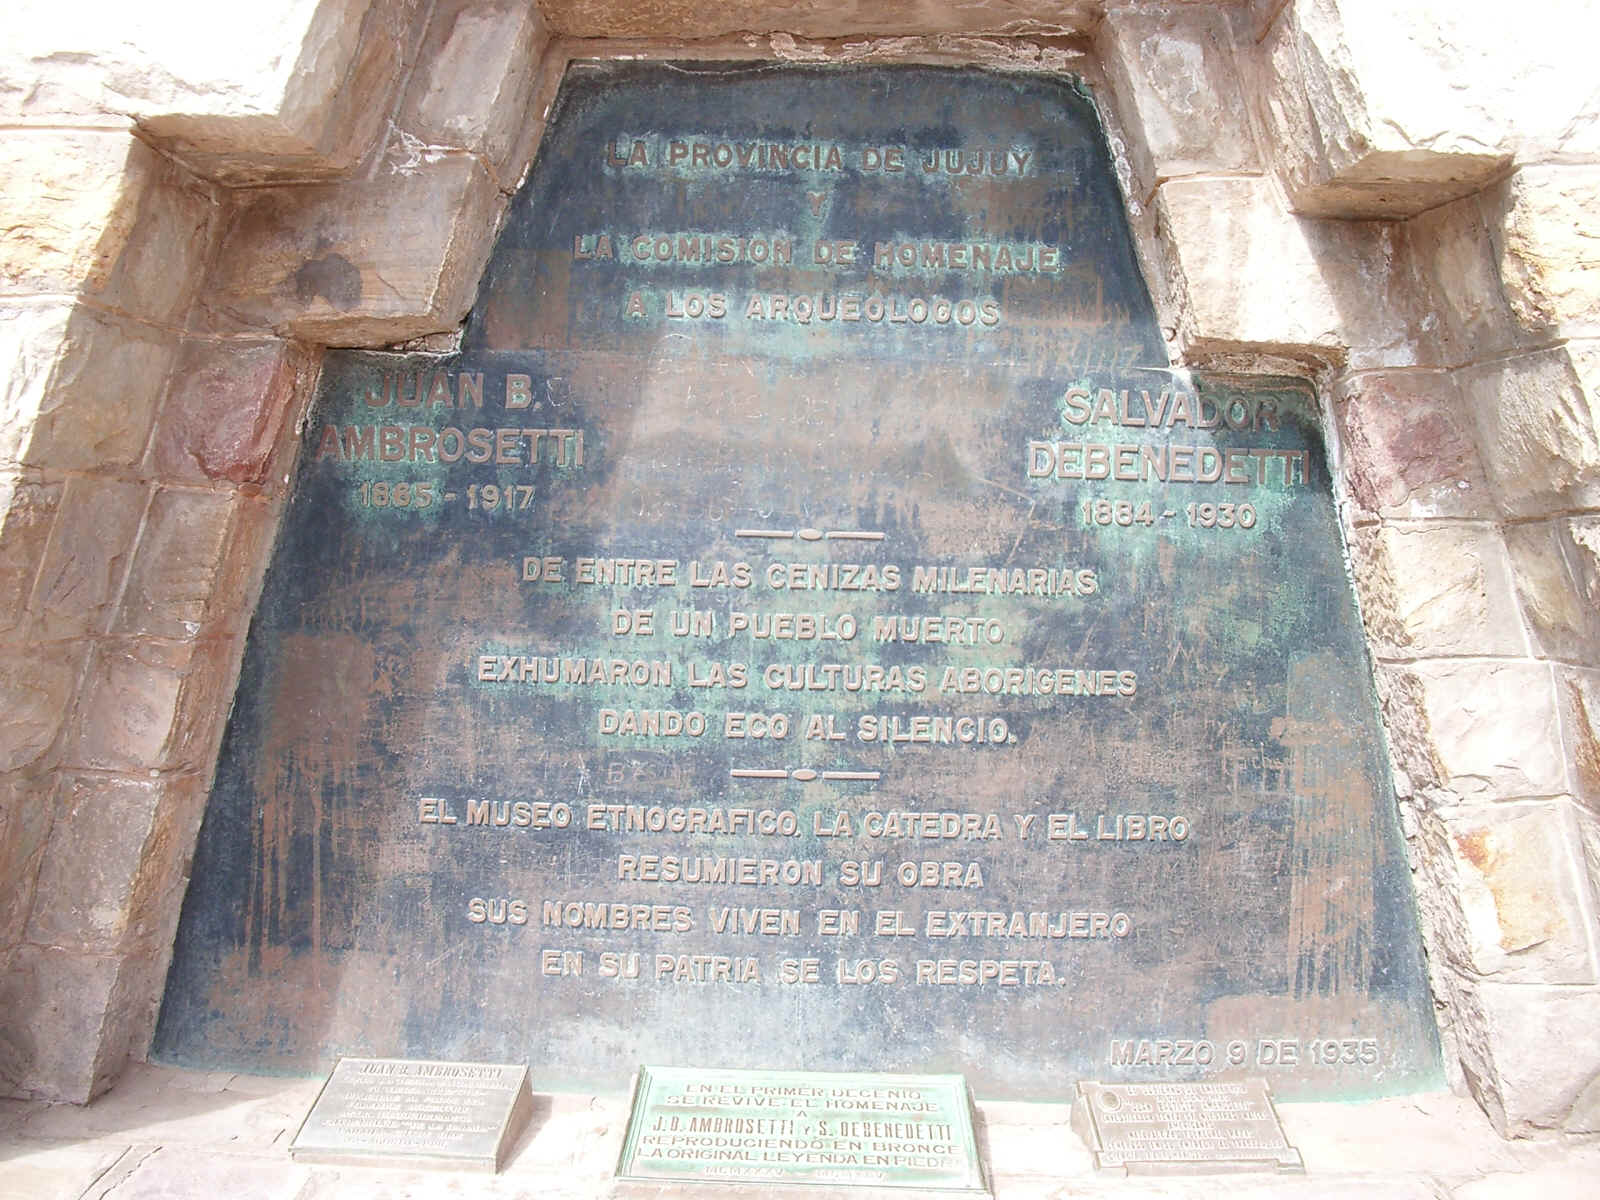 LA PROVINCIA DE JUJUY
Y
LA COMISION DE HOMENAJE
A LOS ARQUEOLOGOS
JUAN B.
AMBROSETTI
1865 - 1917
SALVADOR
DEBENEDETTI
1884 - 1930
DE ENTRE LAS CENIZAS MILENARIAS
DE UN PUEBLO MUERTO
EXHUMARON LAS CULTURAS ABORIGENES
DANDO ECO AL SILENCIO.
EL MUSEO ETNOGRAFICO, LA CATEDRA Y EL LIBRO
RESUMIERON SU OBRA
SUS NOMBRES VIVEN EN EL EXTRANJERO
EN SU PATRIA SE LOS RESPETA.
MARZO 9 DE 1935
JUAN B. AMBROSETTI
EN EL PRIMER DECENIO
SE REVIVE EL HOMENAJE
A
J.B. AMBROSETTI Y S. DEBENEDETTI
REPRODUCIENDO EN BRONCE
LA ORIGINAL LEYENDA EN PIEDRA